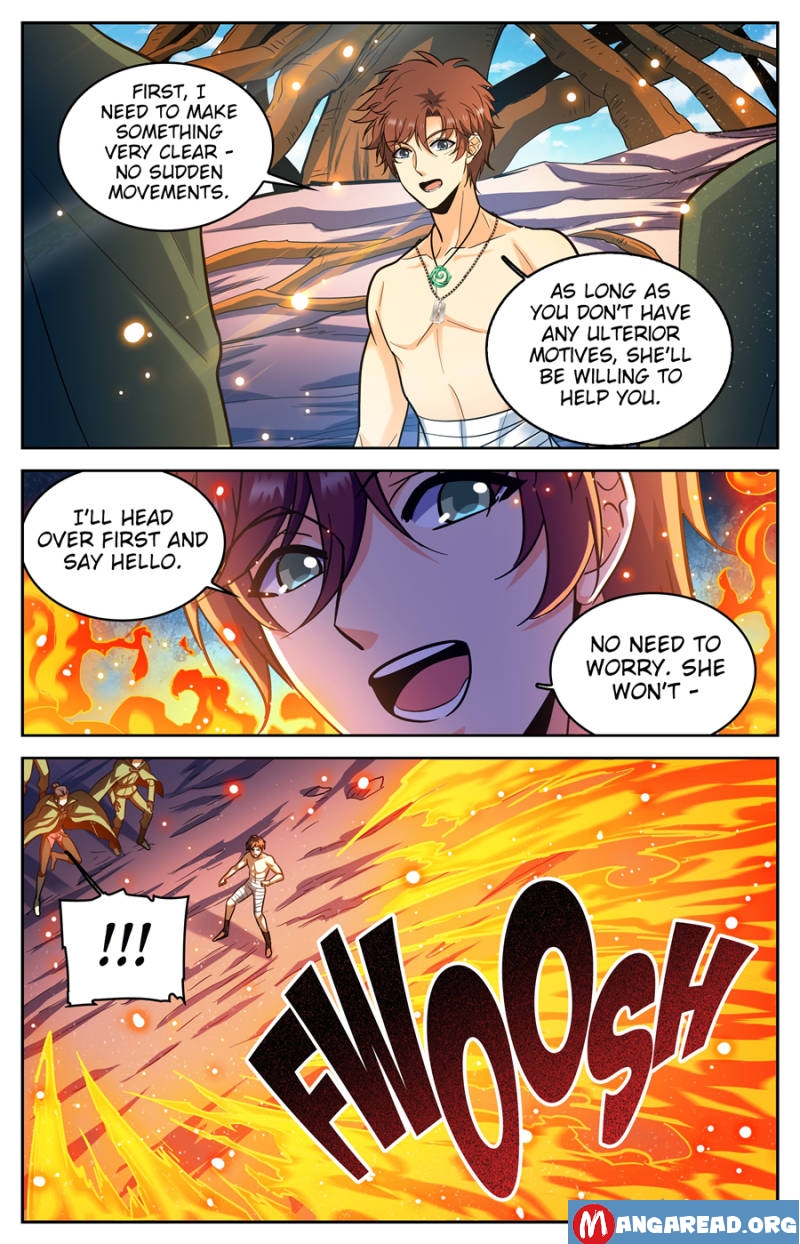 FIRST, I
NEED TO MAKE
SOMETHING
VERY CLEAR -
NO SUDDEN
MOVEMENTS.
AS LONG AS
YOU DON'T HAVE
ANY ULTERIOR
MOTIVES, SHE'LL
BE WILLING TO
HELP YOU.
I'LL HEAD
OVER FIRST AND
SAY HELLO.
NO NEED TO
WORRY. SHE
WON'T -
!!!
FWOOSH
MANGAREAD.ORG